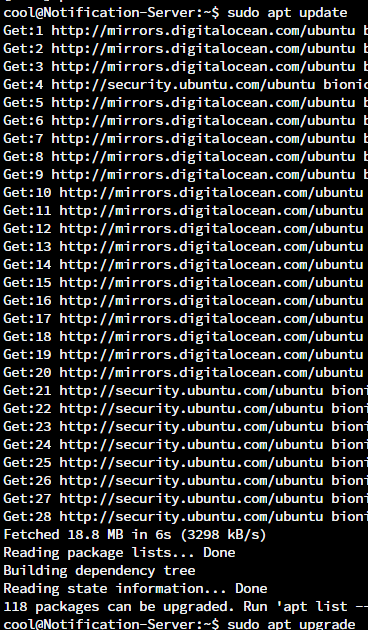 cool@Notification-Server:~$ sudo apt update
Get:1 http://mirrors.digitalocean.com/ubuntu b
Get:2 http://mirrors.digitalocean.com/ubuntu b
Get:3 http://mirrors.digitalocean.com/ubuntu b
Get:4 http://security.ubuntu.com/ubuntu bionic
Get:5 http://mirrors.digitalocean.com/ubuntu b
Get:6 http://mirrors.digitalocean.com/ubuntu b
Get:7 http://mirrors.digitalocean.com/ubuntu b
Get:8 http://mirrors.digitalocean.com/ubuntu b
Get:9 http://mirrors.digitalocean.com/ubuntu b
Get:10 http://mirrors.digitalocean.com/ubuntu
Get:11 http://mirrors.digitalocean.com/ubuntu
Get:12 http://mirrors.digitalocean.com/ubuntu
Get:13 http://mirrors.digitalocean.com/ubuntu
Get:14 http://mirrors.digitalocean.com/ubuntu
Get:15 http://mirrors.digitalocean.com/ubuntu
Get:16 http://mirrors.digitalocean.com/ubuntu
Get:17 http://mirrors.digitalocean.com/ubuntu
Get:18 http://mirrors.digitalocean.com/ubuntu
Get:19 http://mirrors.digitalocean.com/ubuntu
Get:20 http://mirrors.digitalocean.com/ubuntu
Get:21 http://security.ubuntu.com/ubuntu bioni
Get:22 http://security.ubuntu.com/ubuntu bioni
Get:23 http://security.ubuntu.com/ubuntu bioni
Get:24 http://security.ubuntu.com/ubuntu bioni
Get:25 http://security.ubuntu.com/ubuntu bioni
Get:26 http://security.ubuntu.com/ubuntu bioni
Get:27 http://security.ubuntu.com/ubuntu bioni
Get:28 http://security.ubuntu.com/ubuntu bioni
Fetched 18.8 MB in 6s (3298 kB/s)
Reading package lists... Done
Building dependency tree
Reading state information... Done
118 packages can be upgraded. Run 'apt list --
cool@Notification-Server:~$ sudo apt upgrade